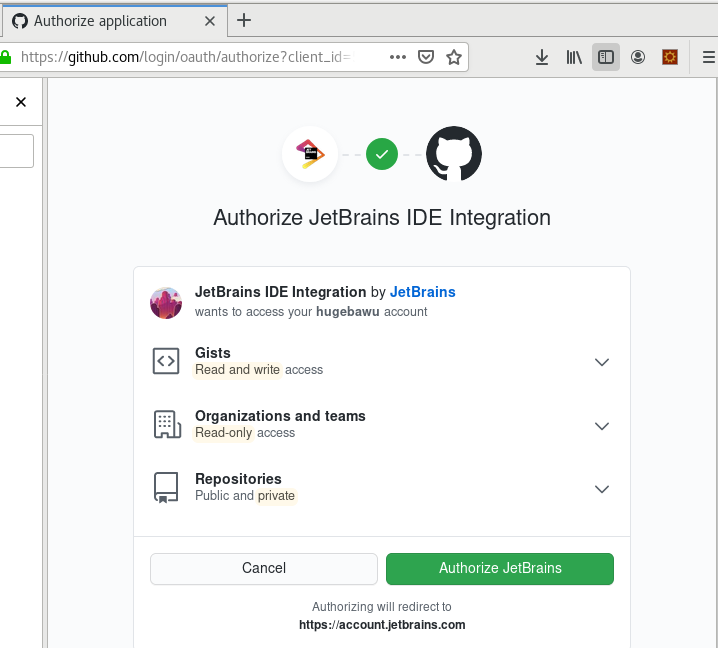 Authorize application
https://github.com/login/oauth/authorize?client_id=
Authorize JetBrains IDE Integration
JetBrains IDE Integration by JetBrains
wants to access your hugebawu account
Gists
Read and write access
Organizations and teams
Read-only access
Repositories
Public and private
Cancel
Authorize JetBrains
Authorizing will redirect to
https://account.jetbrains.com